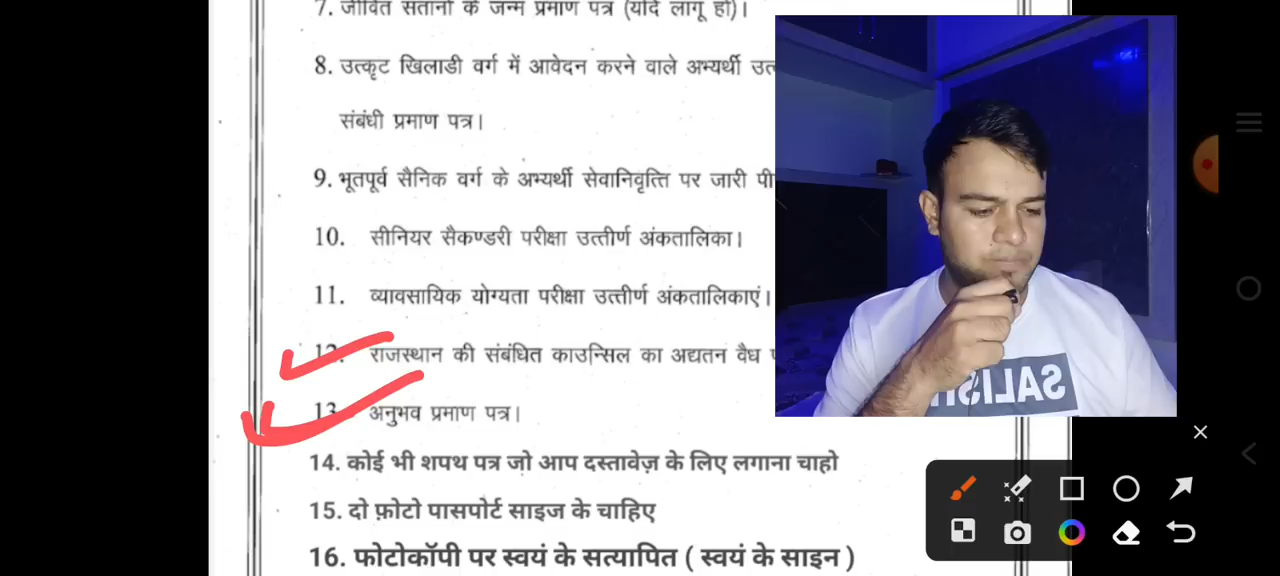 7. जीवित संतानों के जन्म प्रमाण पत्र (यदि लागू हो)।
8. उत्कृट खिलाडी वर्ग में आवेदन करने वाले अभ्यर्थी
संबंधी प्रमाण पत्र।
9. भूतपूर्व सैनिक वर्ग के अभ्यर्थी सेवानिवृत्ति पर जारी
10. सीनियर सैकण्डरी परीक्षा उत्तीर्ण अंकतालिका।
11. व्यावसायिक योग्यता परीक्षा उत्तीर्ण अंकतालिकाएं।
12. राजस्थान की संबंधित काउन्सिल का अद्यतन वैध
13. अनुभव प्रमाण पत्र।
14. कोई भी शपथ पत्र जो आप दस्तावेज़ के लिए लगाना चाहो
15. दो फ़ोटो पासपोर्ट साइज के चाहिए
16. फोटोकॉपी पर स्वयं के सत्यापित ( स्वयं के साइन )